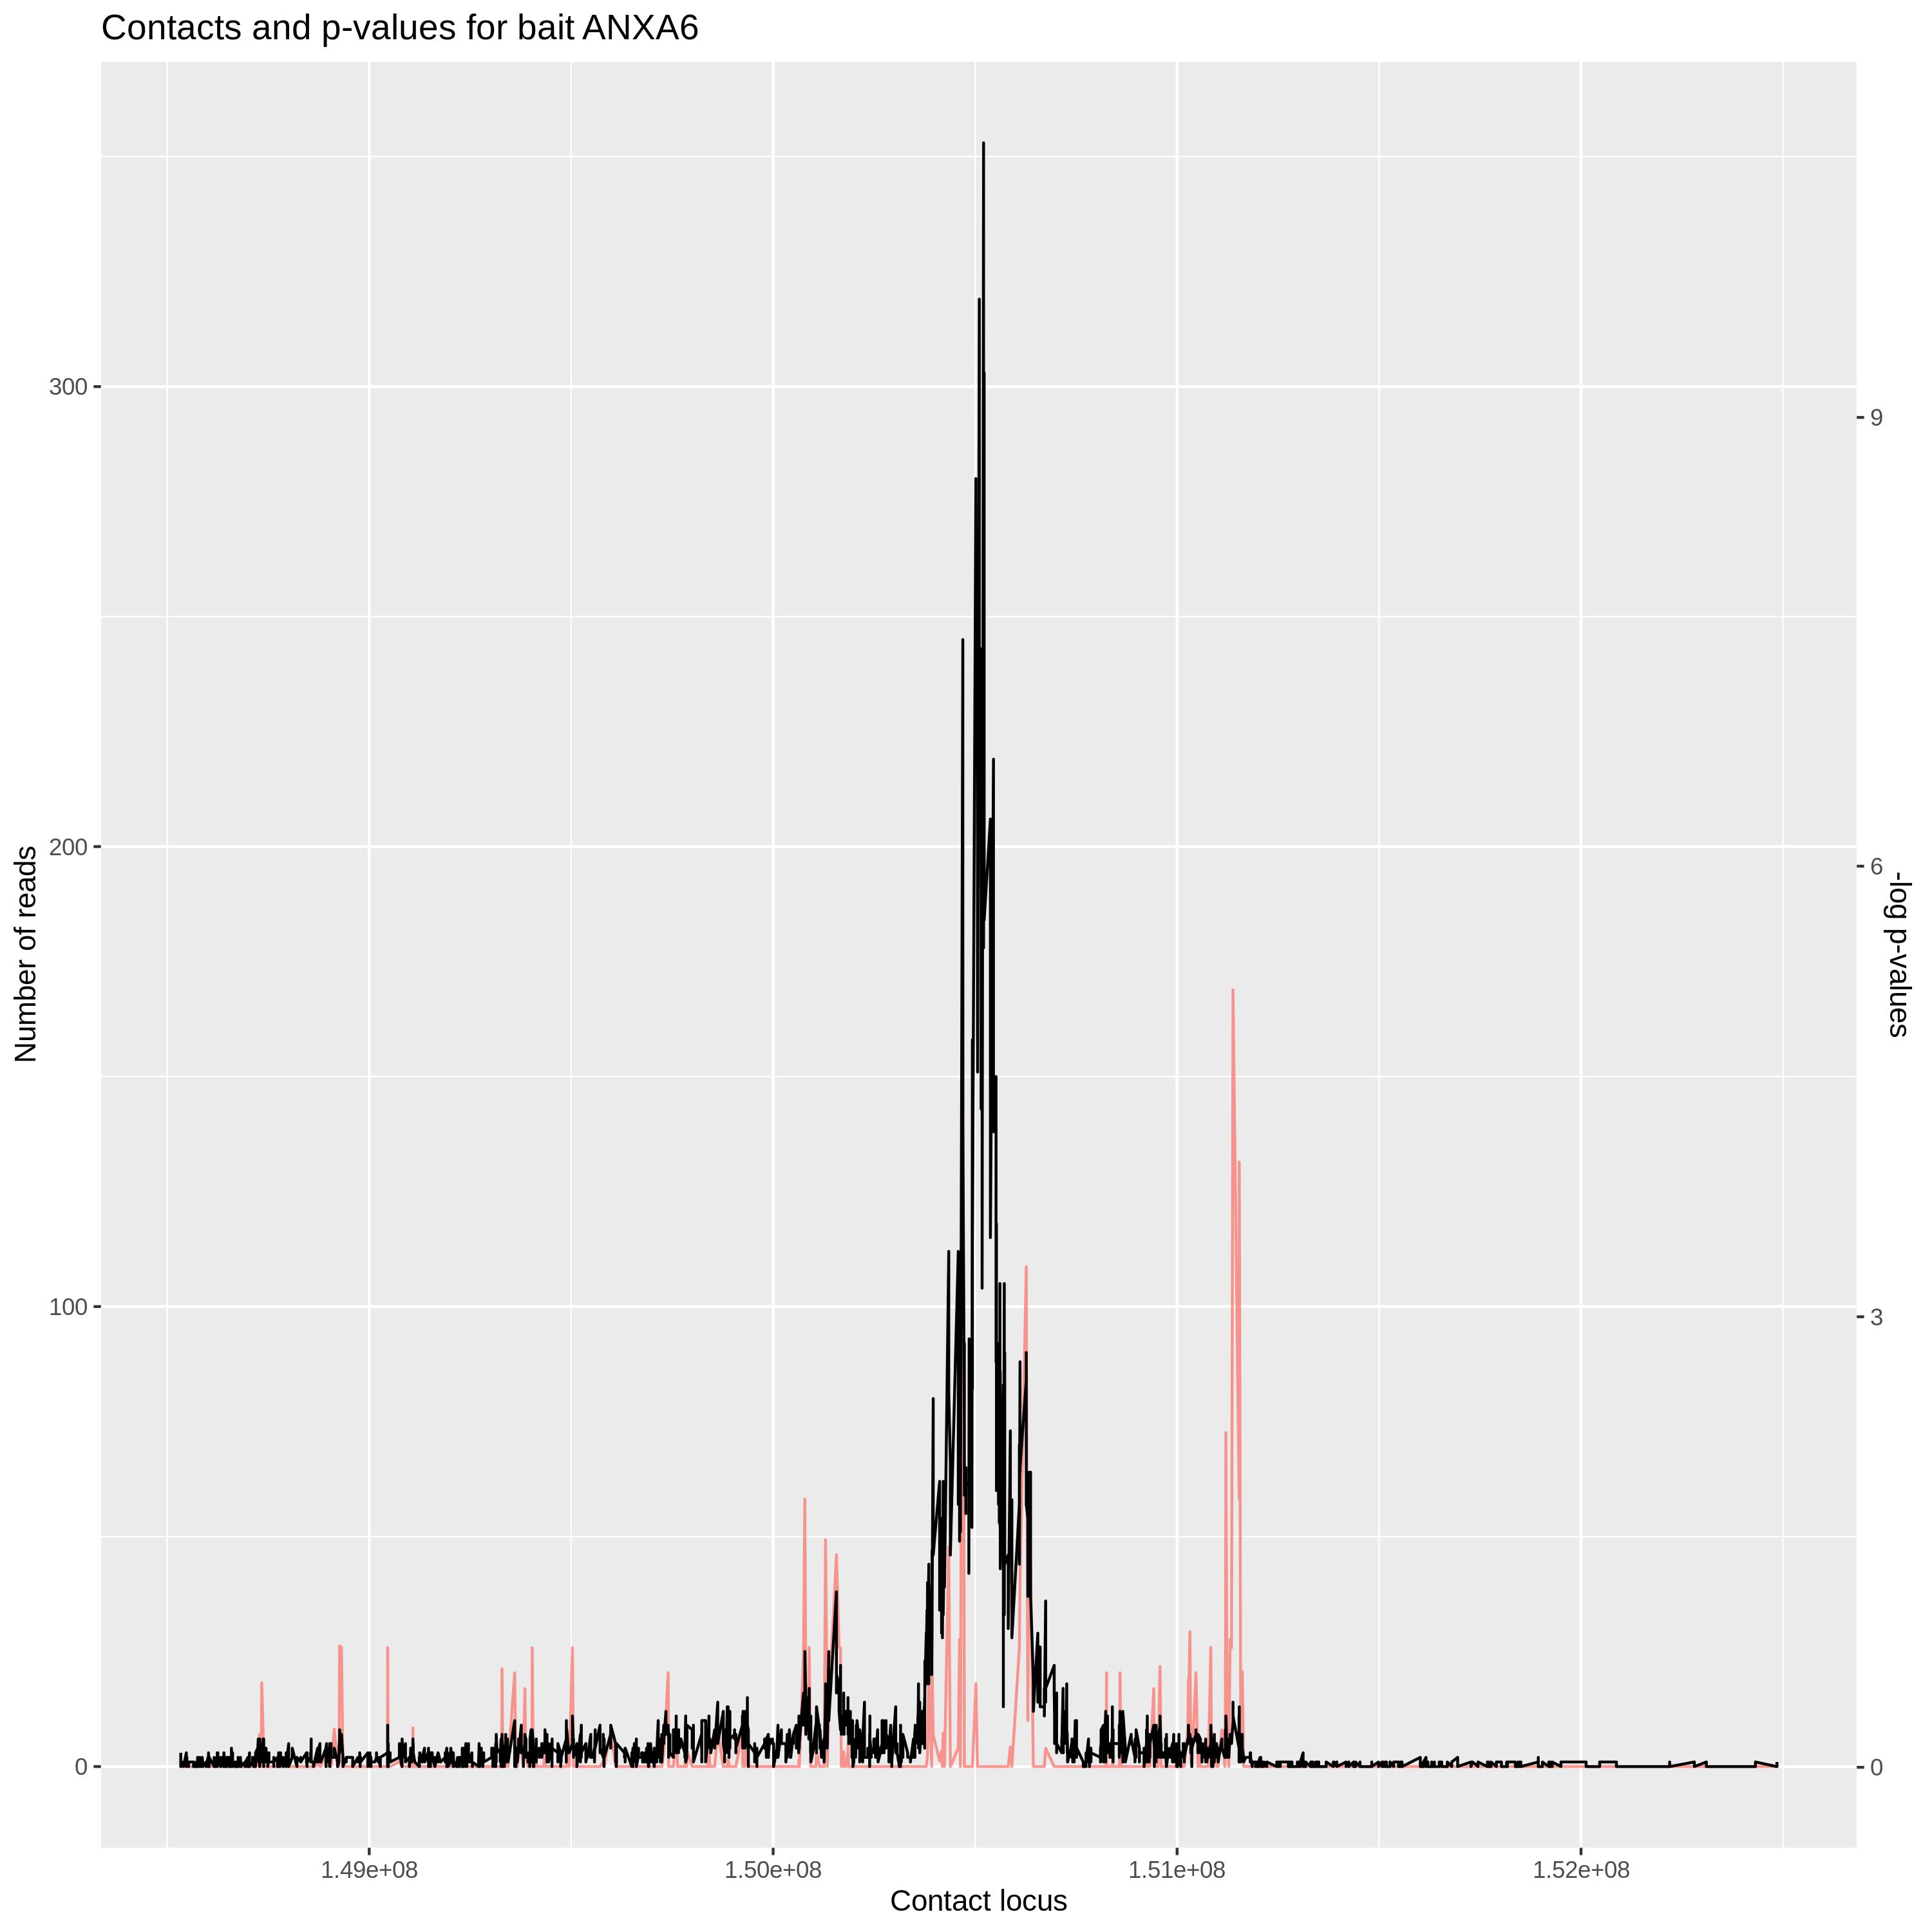 Contacts and p-values for bait ANXA6
Number of reads
300
200
100
0
9
6
3
0
-log p-values
1.49e+08
1.50e+08
1.51e+08
1.52e+08
Contact locus